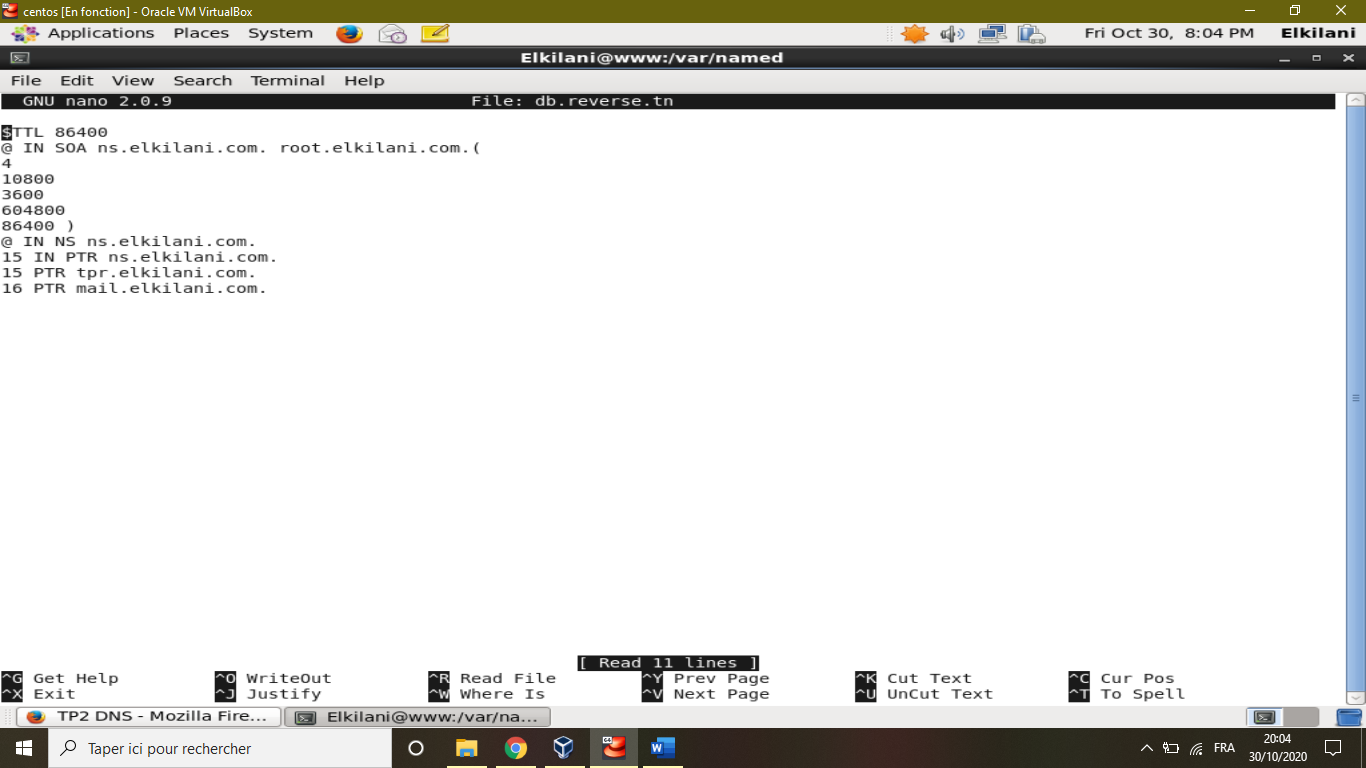 centos [En fonction] - Oracle VM VirtualBox
Applications Places System Fri Oct 30, 8:04 PM Elkilani
Elkilani@www:/var/named
File Edit View Search Terminal Help
GNU nano 2.0.9 File: db.reverse.tn
$TTL 86400
@ IN SOA ns.elkilani.com. root.elkilani.com.(
4
10800
3600
604800
86400 )
@ IN NS ns.elkilani.com.
15 IN PTR ns.elkilani.com.
15 PTR tpr.elkilani.com.
16 PTR mail.elkilani.com.
[ Read 11 lines ]
^G Get Help ^O WriteOut ^R Read File ^Y Prev Page ^K Cut Text ^C Cur Pos
^X Exit ^J Justify ^W Where Is ^V Next Page ^U UnCut Text ^T To Spell
TP2 DNS - Mozilla Fire... Elkilani@www:/var/na...
Taper ici pour rechercher FRA 20:04
30/10/2020